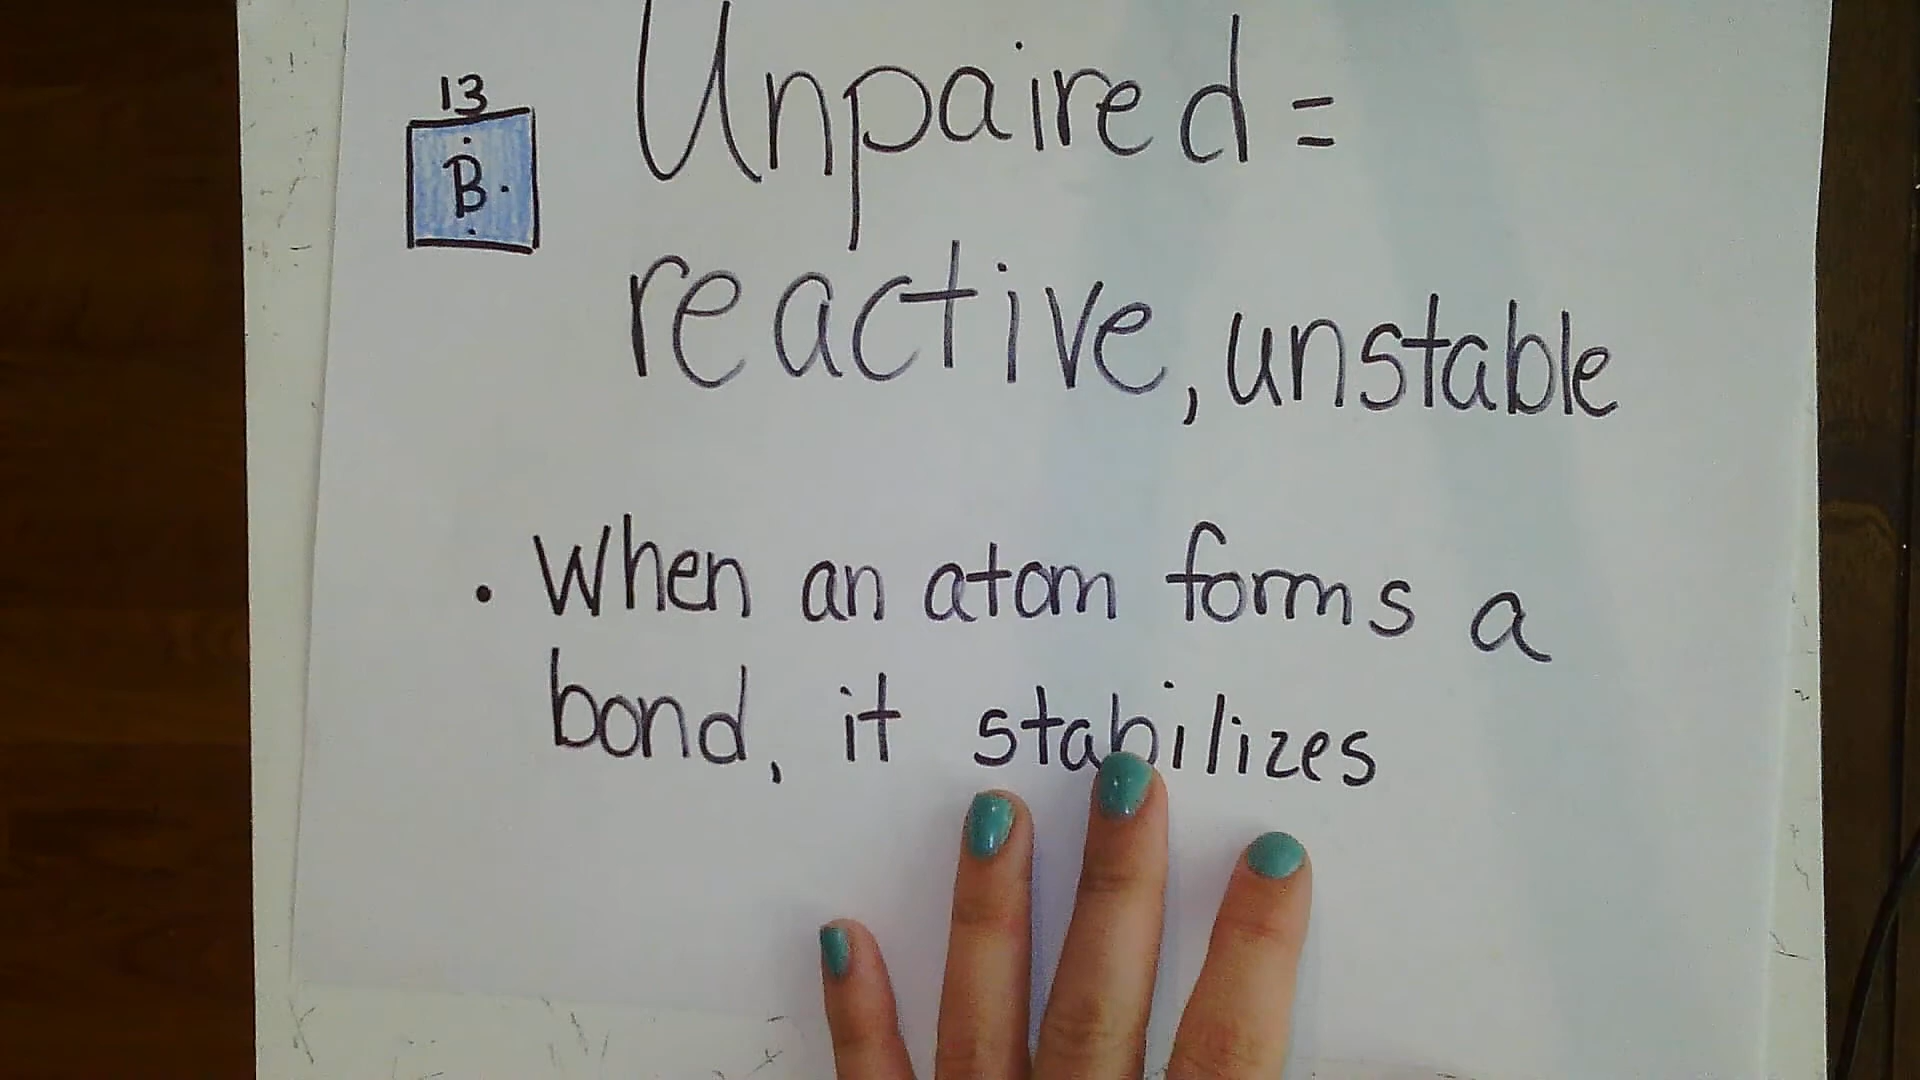 13
B
Unpaired =
reactive, unstable
• When an atom forms a
bond, it stabilizes